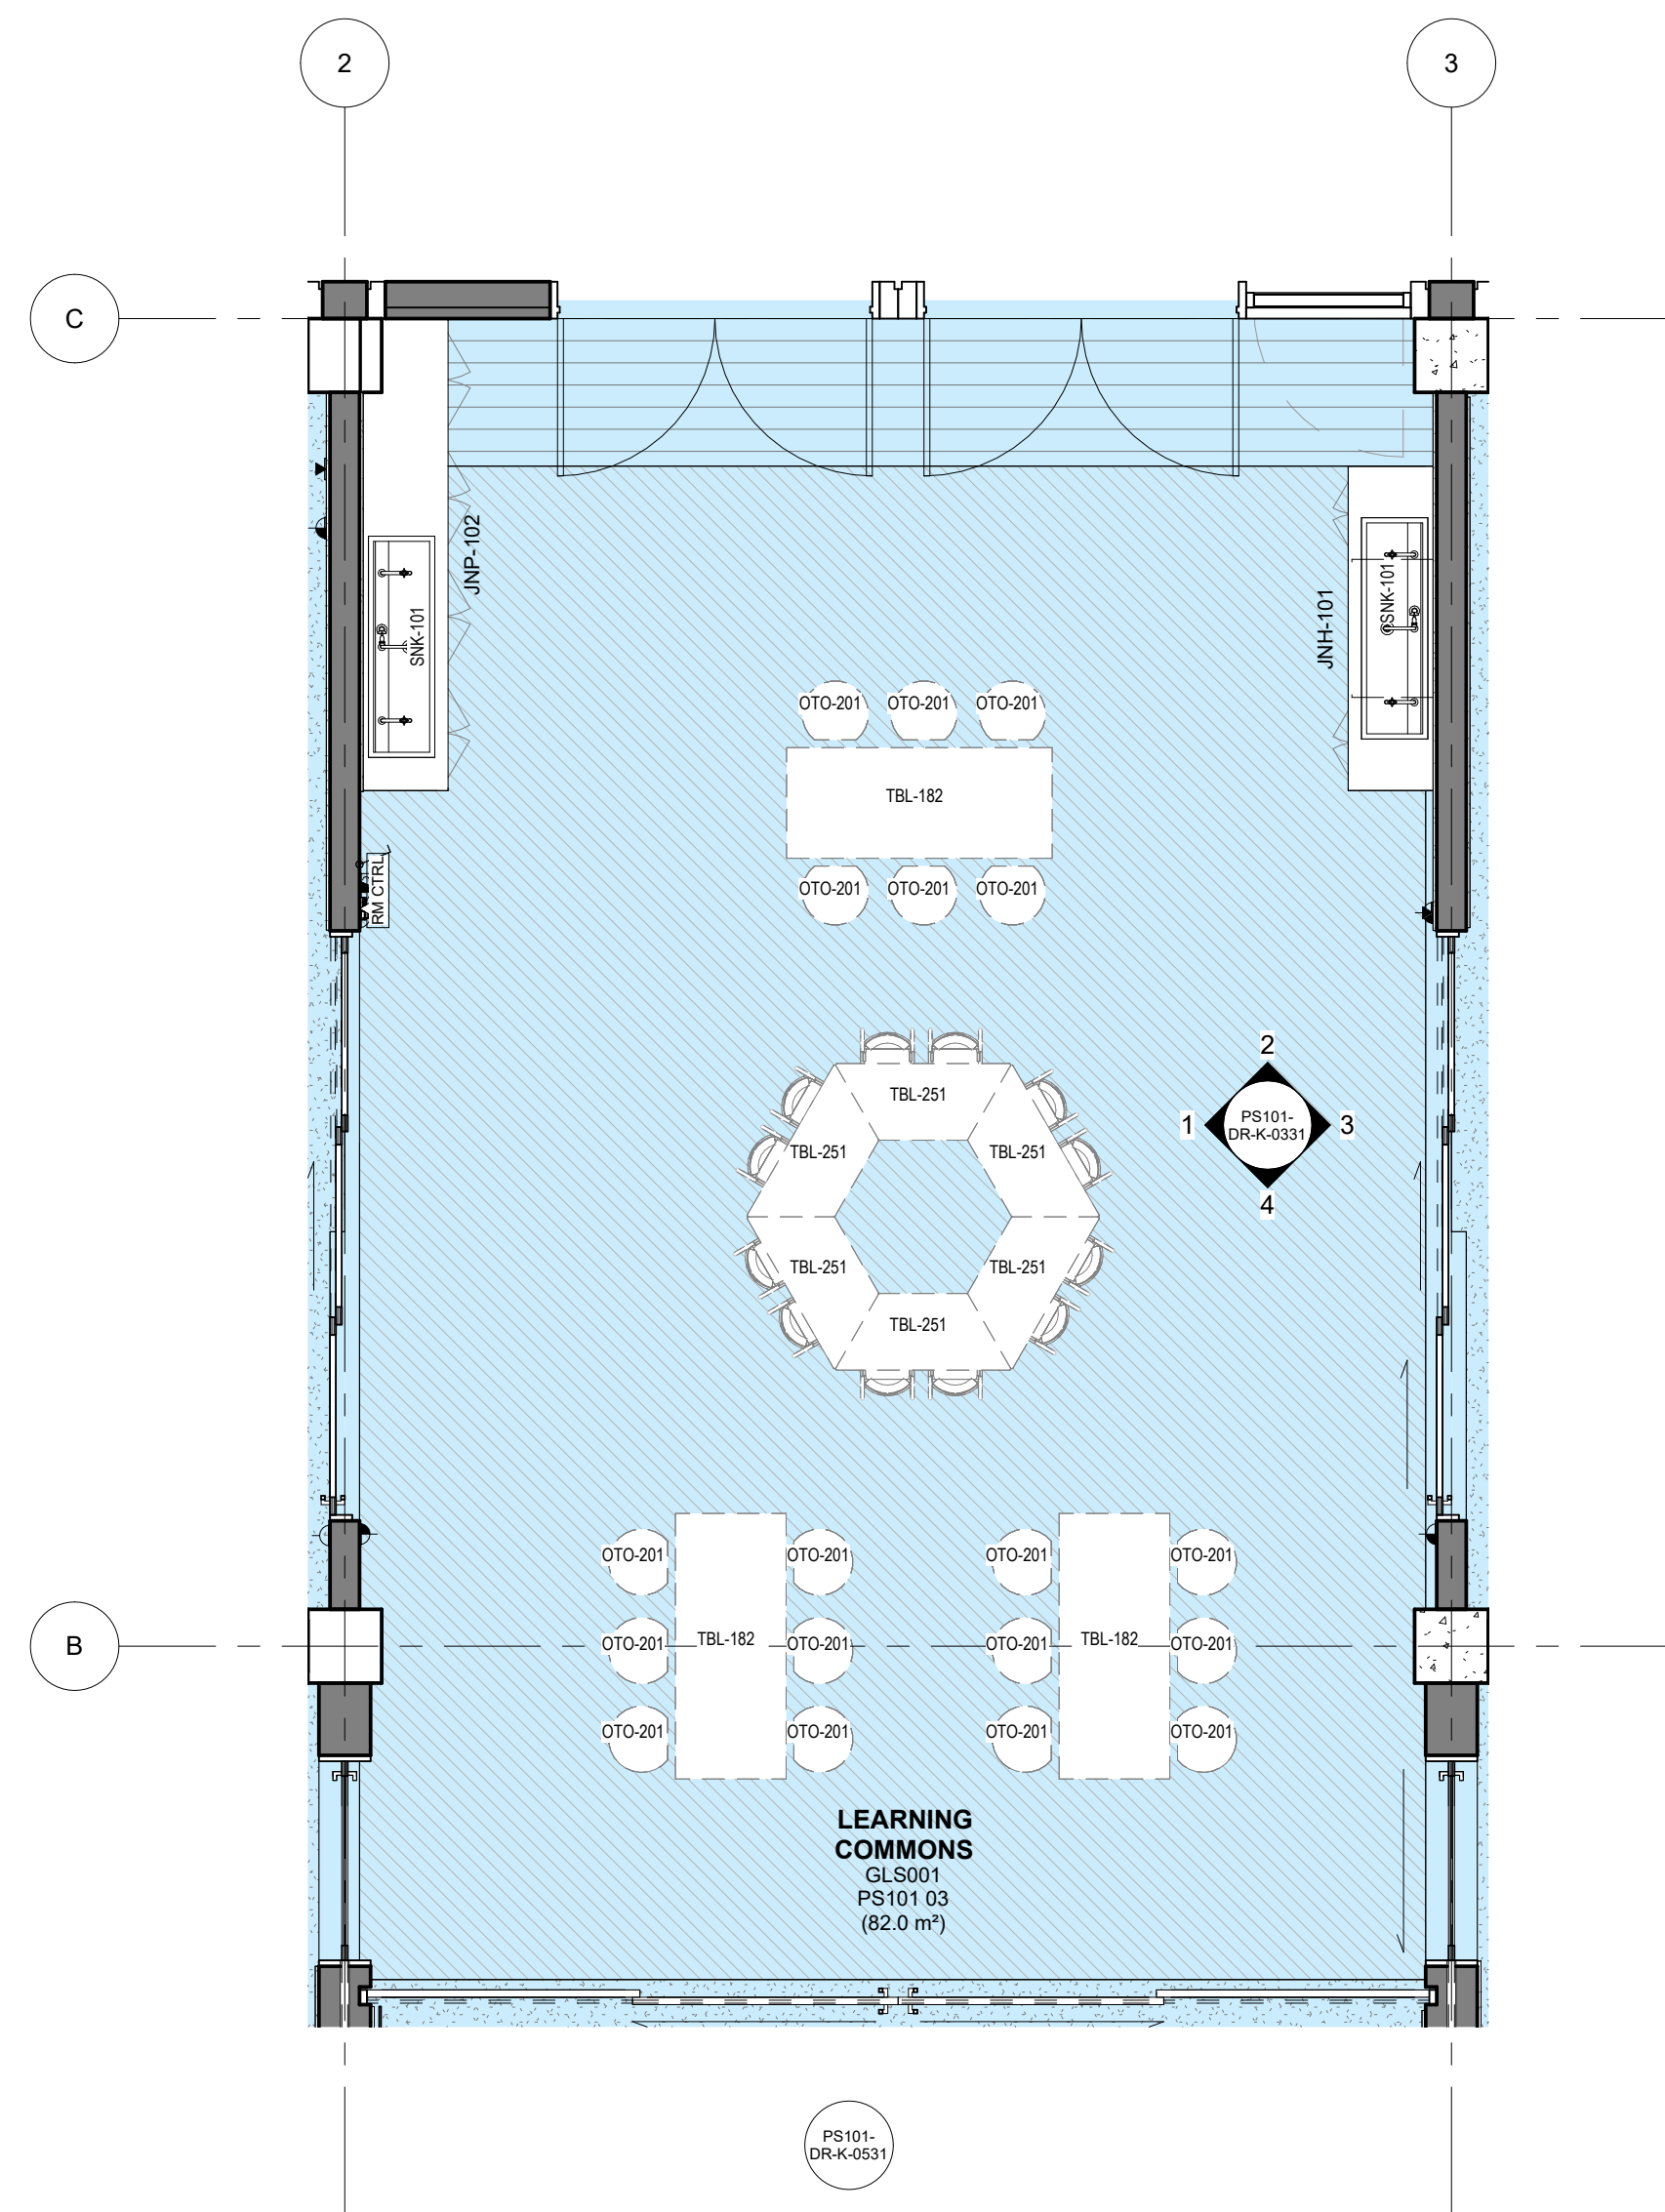 2
3
C
JNP-102
SNK-101
JNH-101
SNK-101
OTO-201
OTO-201
OTO-201
TBL-182
OTO-201
OTO-201
OTO-201
RM CTRL
TBL-251
TBL-251
TBL-251
TBL-251
TBL-251
TBL-251
2
1
PS101-
DR-K-0331
3
4
OTO-201
OTO-201
OTO-201
OTO-201
B
OTO-201
TBL-182
OTO-201
OTO-201
TBL-182
OTO-201
OTO-201
OTO-201
OTO-201
OTO-201
LEARNING
COMMONS
GLS001
PS101 03
(82.0 m²)
PS101-
DR-K-0531